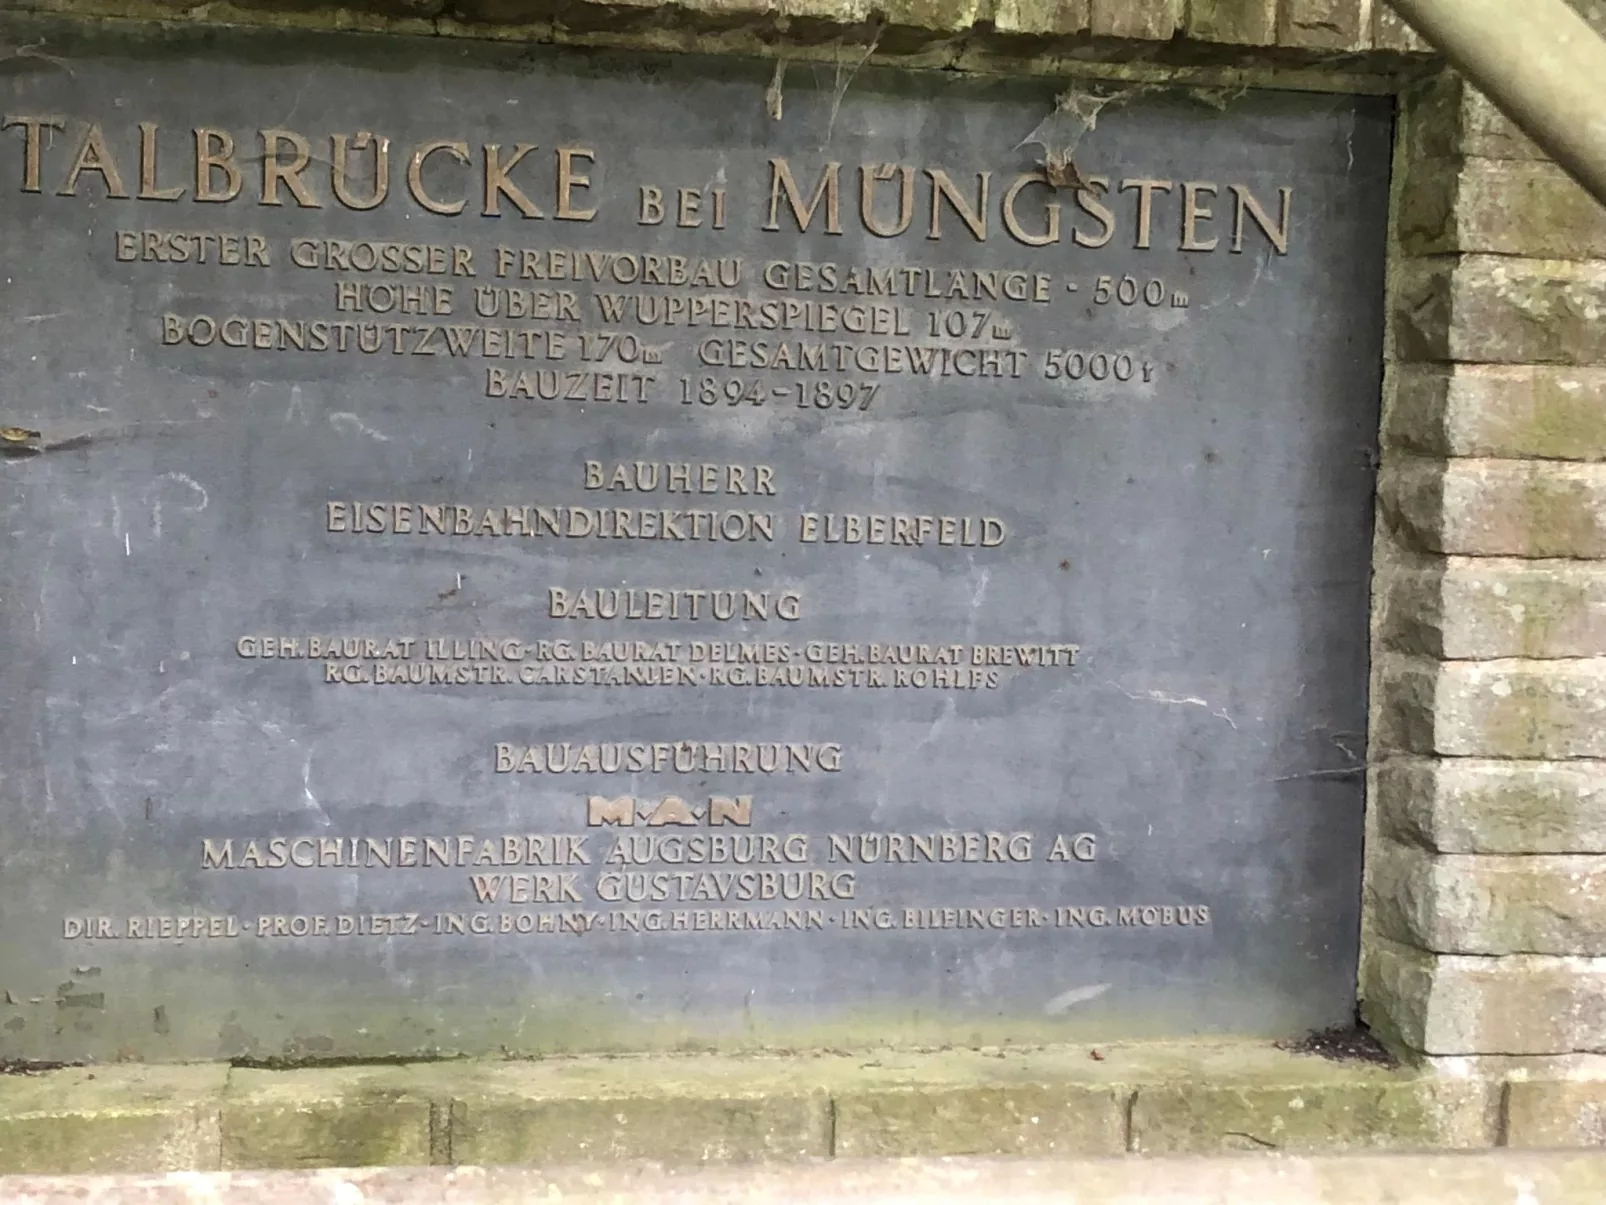 TALBRÜCKE BEI MÜNGSTEN
ERSTER GROSSER FREIVORBAU GESAMTLÄNGE · 500m
HÖHE ÜBER WUPPERSPIEGEL 107m
BOGENSTÜTZWEITE 170m GESAMTGEWICHT 5000t
BAUZEIT 1894-1897
BAUHERR
EISENBAHNDIREKTION ELBERFELD
BAULEITUNG
GEH. BAURAT ILLING · RG. BAURAT DELMES · GEH. BAURAT BREWITT
RG. BAUMSTR. CARSTANJEN · RG. BAUMSTR. ROHLFS
BAUAUSFÜHRUNG
M·A·N
MASCHINENFABRIK AUGSBURG NÜRNBERG AG
WERK GUSTAVSBURG
DIR. RIEPPEL · PROF. DIETZ · ING. BOHNY · ING. HERRMANN · ING. BILFINGER · ING. MÖBUS